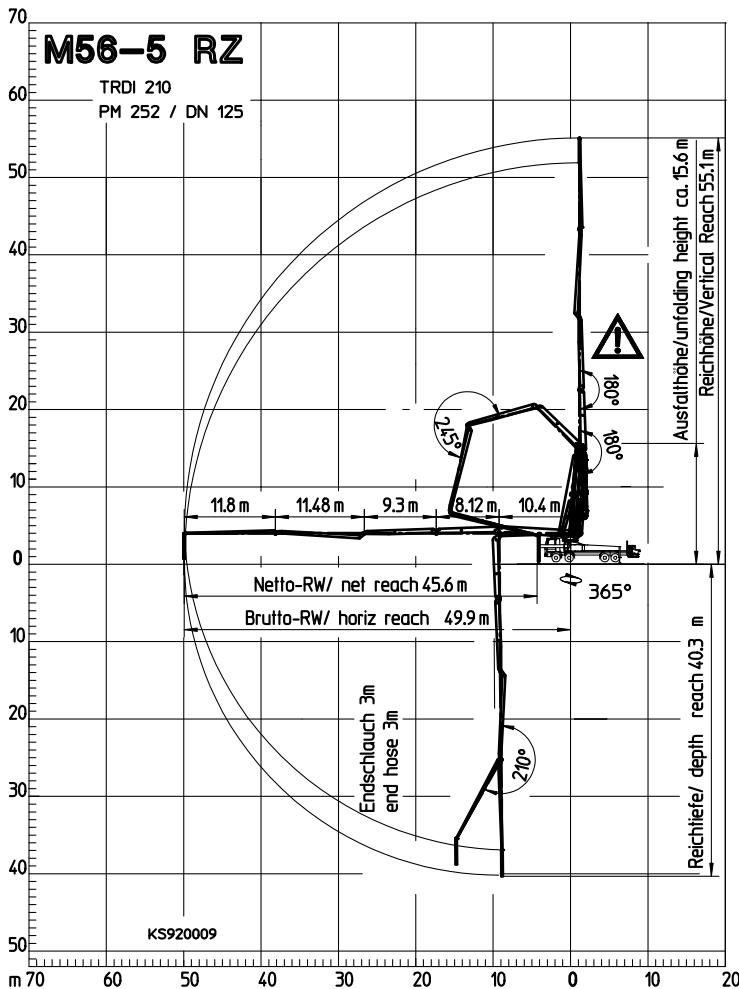 M56-5 RZ
TRDI 210
PM 252 / DN 125
70
60
50
40
30
20
10
0
10
20
30
40
50
Ausfalthöhe/unfolding height ca. 15.6 m
Reichhöhe/Vertical Reach 55.1 m
180°
180°
245°
11.8 m
11.48 m
9.3 m
8.12 m
10.4 m
Netto-RW/ net reach 45.6 m
365°
Brutto-RW/ horiz reach 49.9 m
Endschlauch 3m
end hose 3m
210°
Reichtiefe/ depth reach 40.3 m
KS920009
m 70 60 50 40 30 20 10 0 10 20